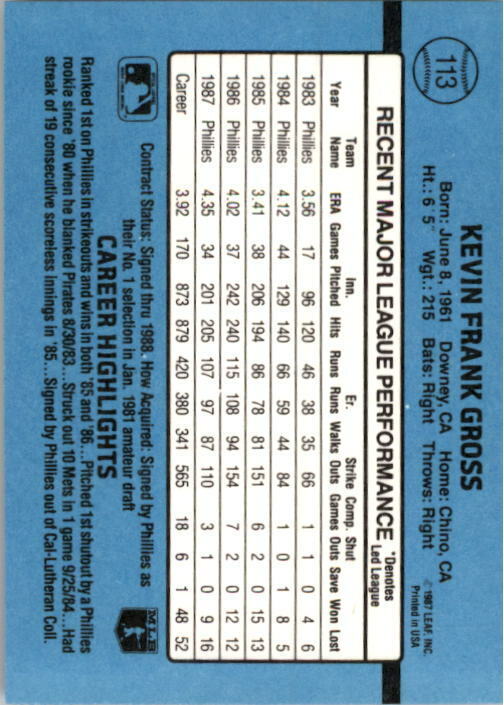 113
KEVIN FRANK GROSS
Born: June 8, 1961 Downey, CA Home: Chino, CA
Ht.: 6' 5" Wgt.: 215 Bats: Right Throws: Right
© 1987 LEAF, INC.
Printed in USA
RECENT MAJOR LEAGUE PERFORMANCE
*Denotes
Led League
Year Team Name ERA Games Inn. Pitched Hits Runs Er. Runs Walks Strike Outs Comp. Games Shut Outs Save Won Lost
1983 Phillies 3.56 17 96 120 46 38 35 66 1 1 0 4 6
1984 Phillies 4.12 44 129 140 66 59 44 84 1 0 1 8 5
1985 Phillies 3.41 38 206 194 86 78 81 151 6 2 0 15 13
1986 Phillies 4.02 37 242 240 115 108 94 154 7 2 0 12 12
1987 Phillies 4.35 34 201 205 107 97 87 110 3 1 0 9 16
Career 3.92 170 873 879 420 380 341 565 18 6 1 48 52
Contract Status: Signed thru 1988. How Acquired: Signed by Phillies as
their No. 1 selection in Jan. 1981 amateur draft
MLB
CAREER HIGHLIGHTS
Ranked 1st on Phillies in strikeouts and wins in both '85 and '86 ... Pitched 1st shutout by a Phillies
rookie since '80 when he blanked Pirates 8/30/83 ... Struck out 10 Mets in 1 game 9/25/84 ... Had
streak of 19 consecutive scoreless innings in '85 ... Signed by Phillies out of Cal-Lutheran Coll.